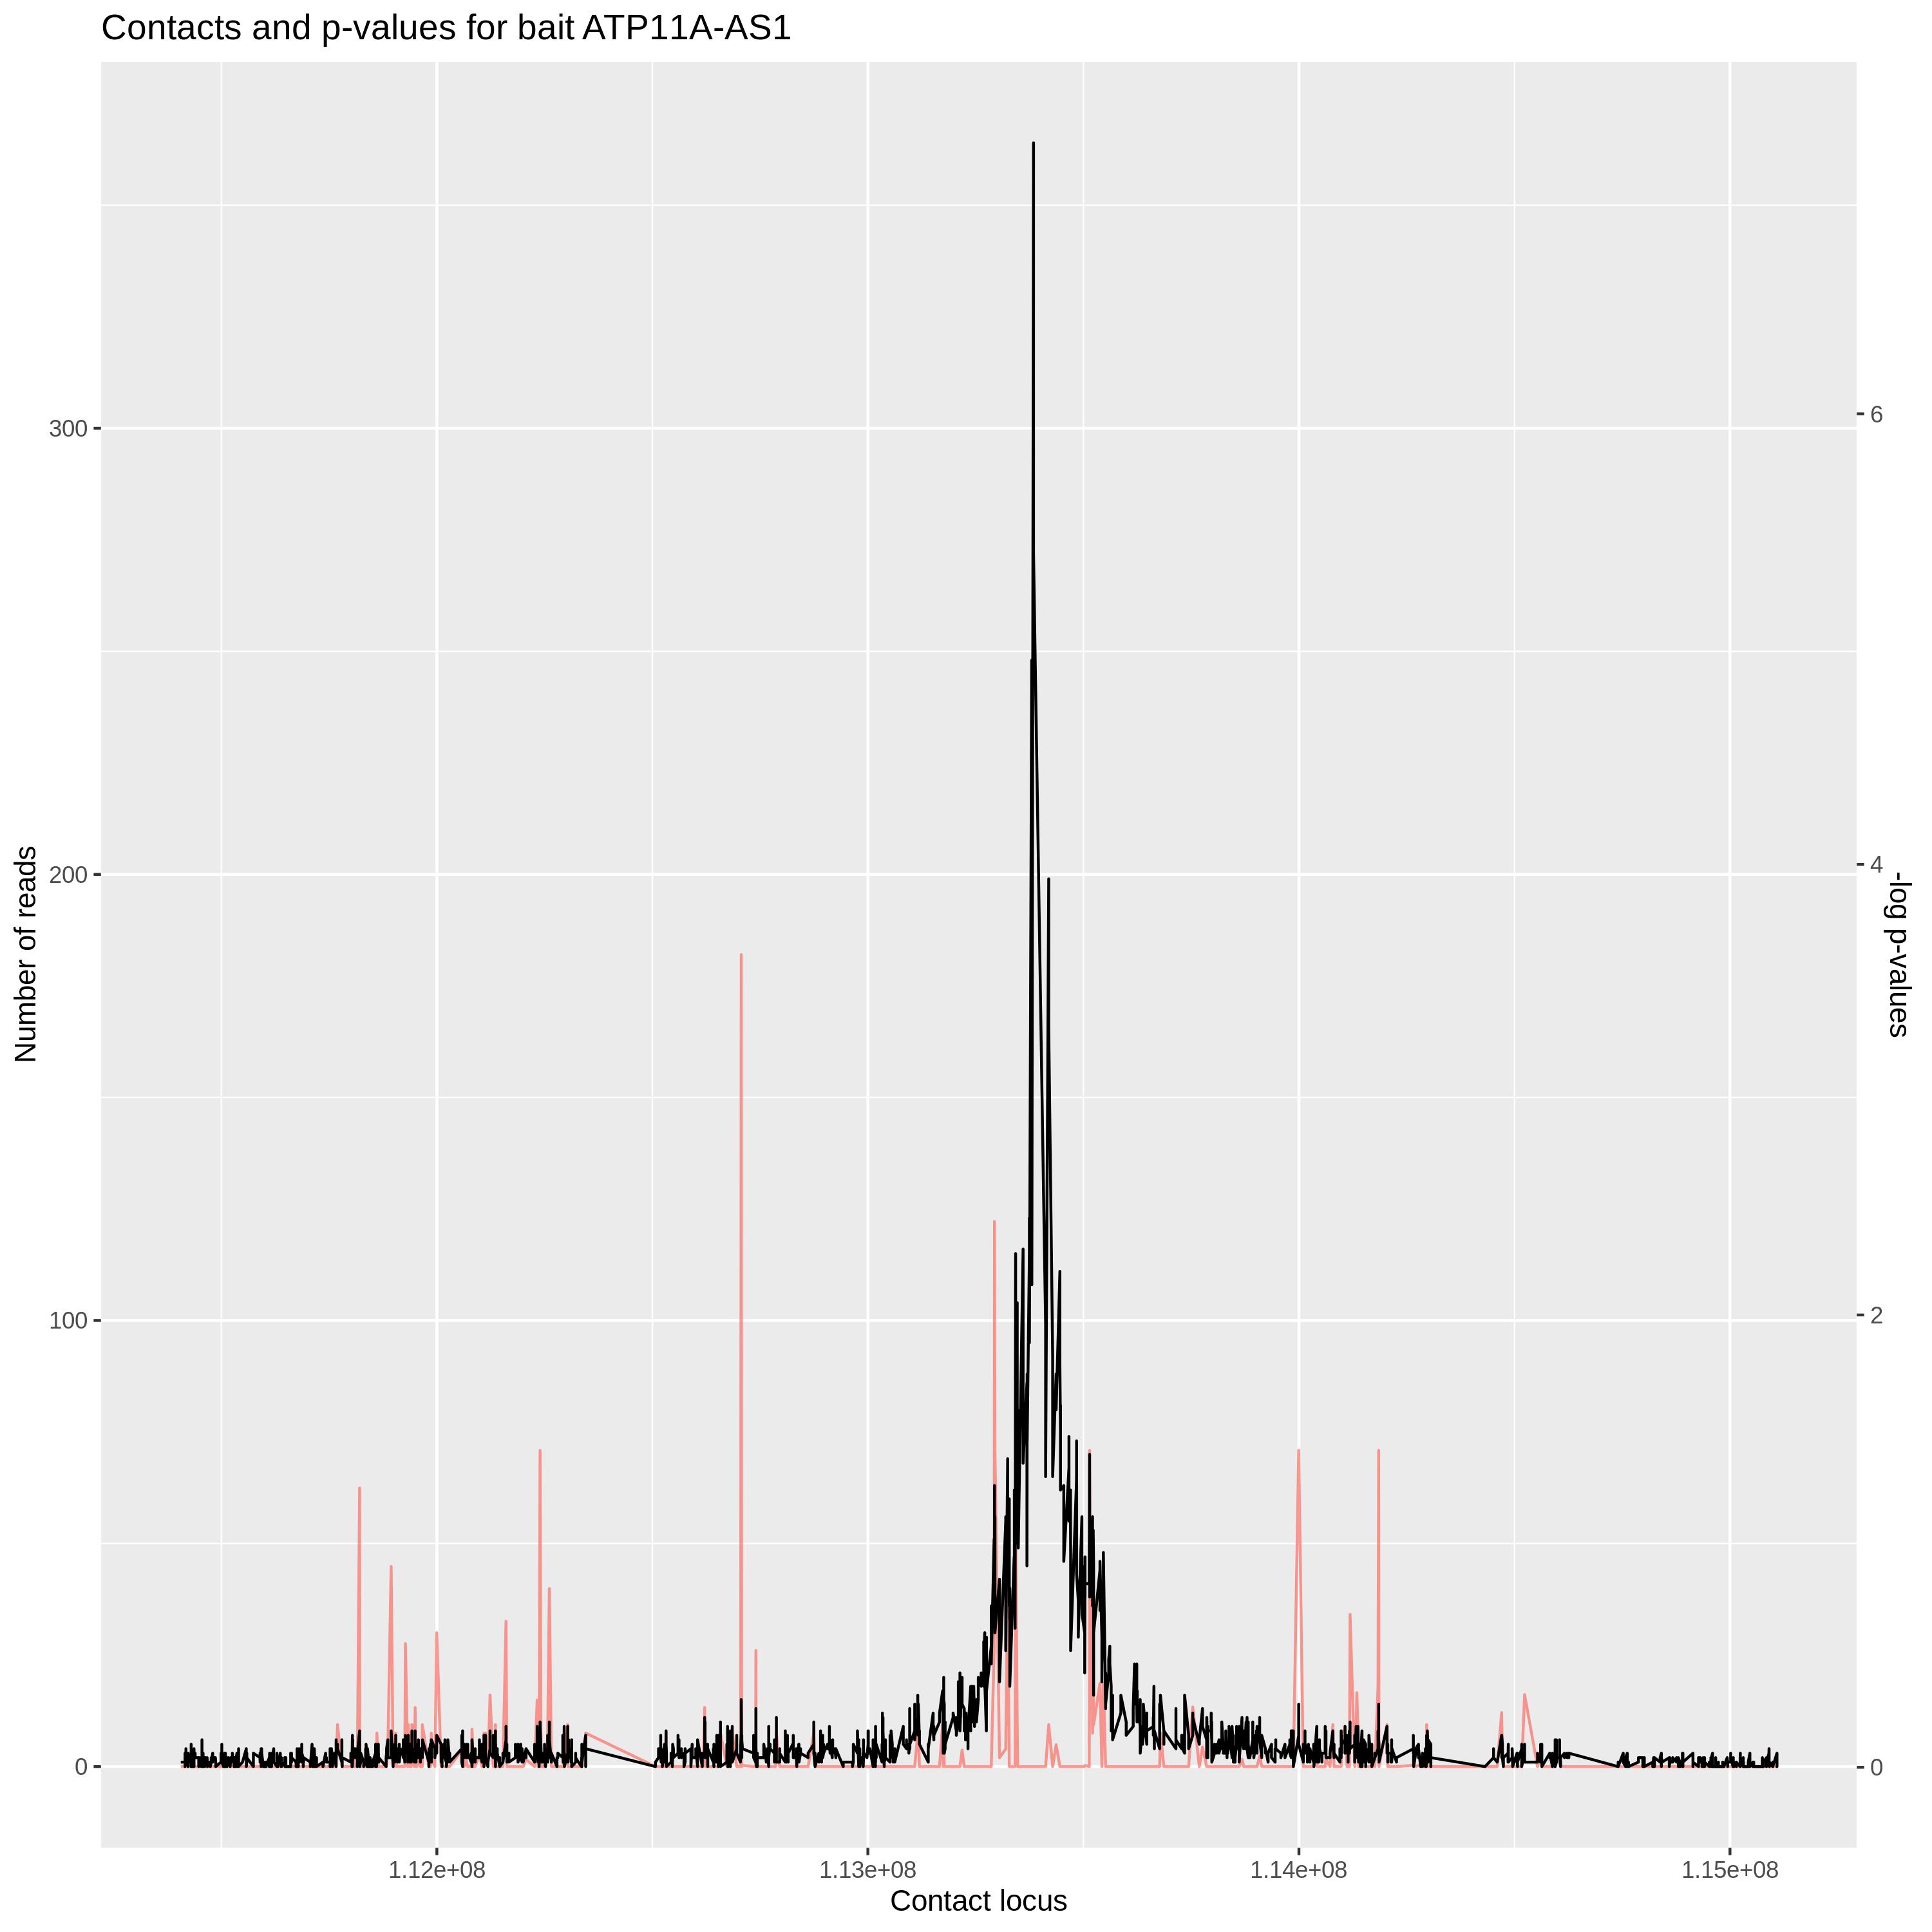 Contacts and p-values for bait ATP11A-AS1
300
200
100
0
Number of reads
6
4
2
0
-log p-values
1.12e+08
1.13e+08
1.14e+08
1.15e+08
Contact locus